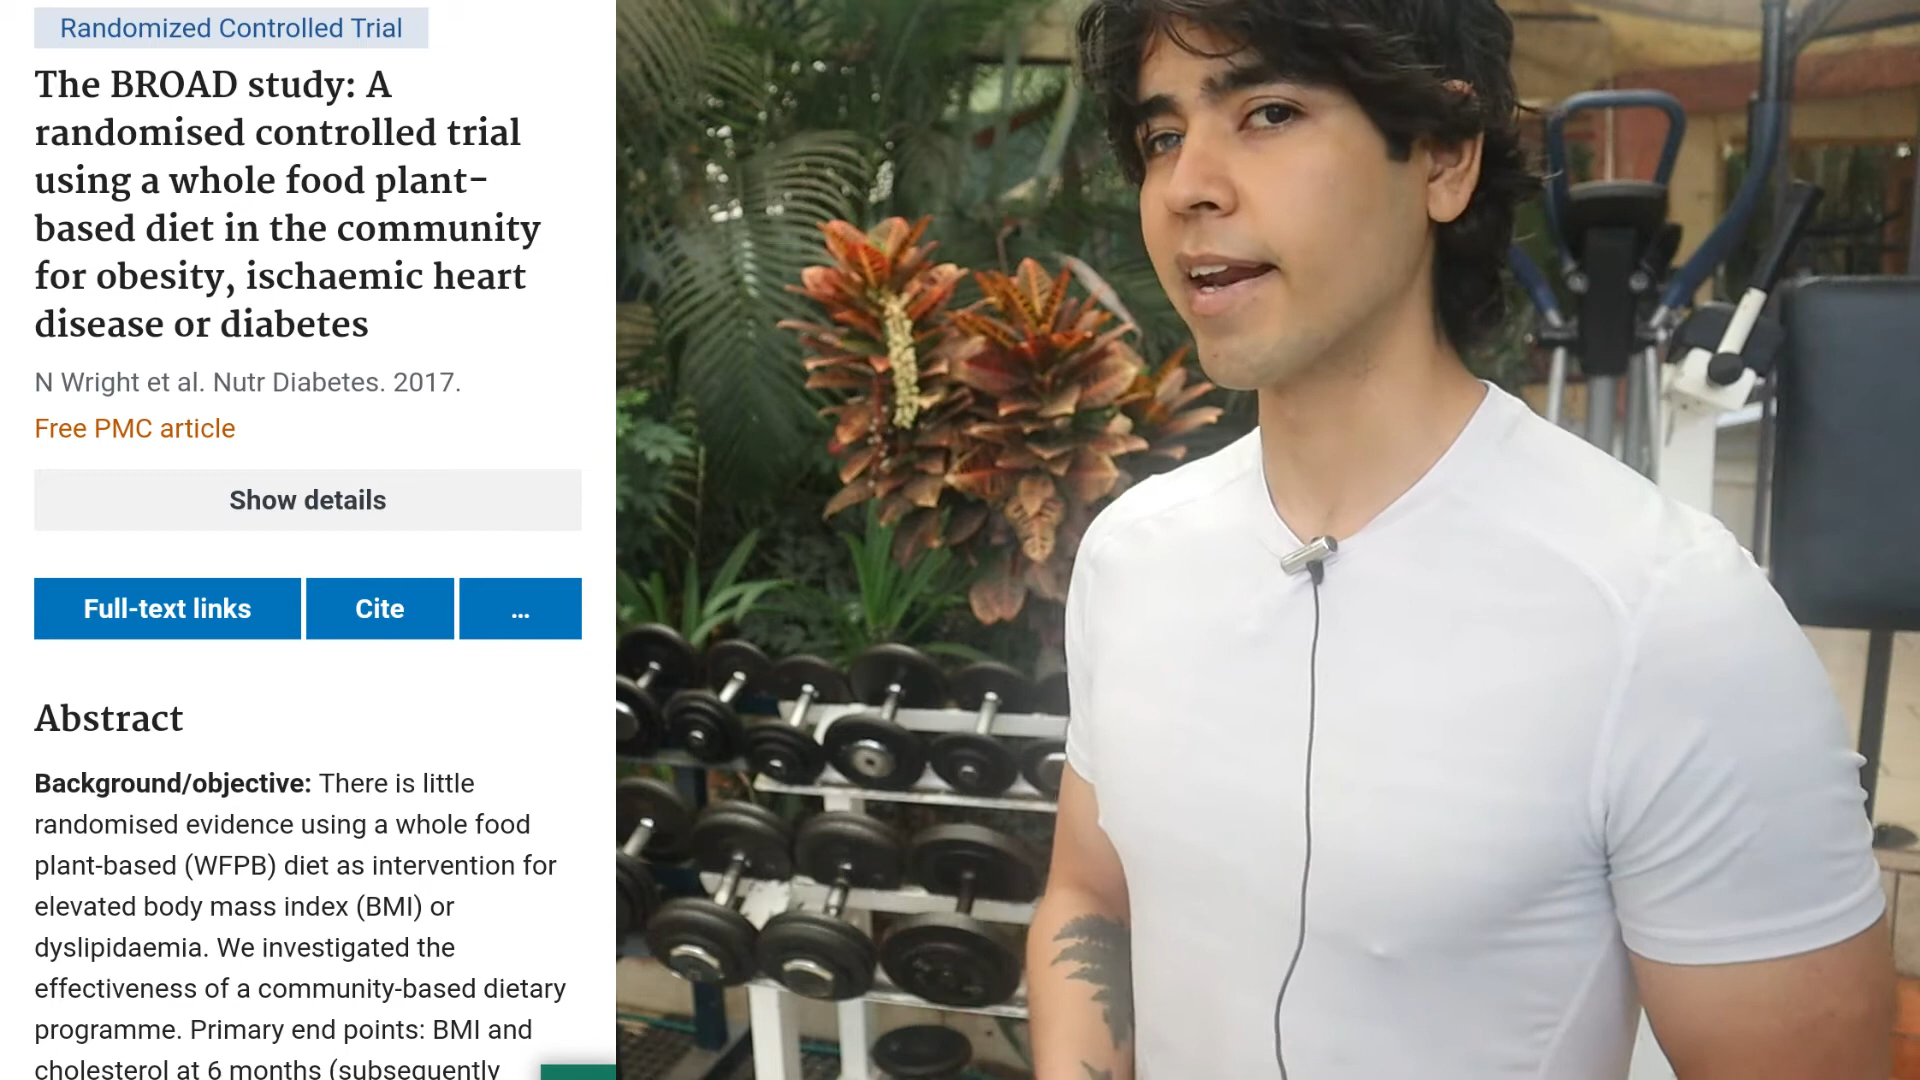 Randomized Controlled Trial
The BROAD study: A
randomised controlled trial
using a whole food plant-
based diet in the community
for obesity, ischaemic heart
disease or diabetes
N Wright et al. Nutr Diabetes. 2017.
Free PMC article
Show details
Full-text links
Cite
...
Abstract
Background/objective: There is little
randomised evidence using a whole food
plant-based (WFPB) diet as intervention for
elevated body mass index (BMI) or
dyslipidaemia. We investigated the
effectiveness of a community-based dietary
programme. Primary end points: BMI and
cholesterol at 6 months (subsequently